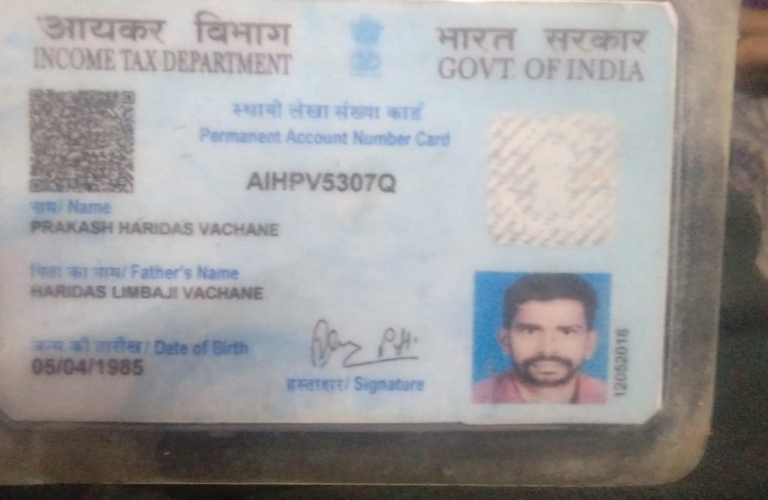 आयकर विभाग
INCOME TAX DEPARTMENT
भारत सरकार
GOVT. OF INDIA
स्थायी लेखा संख्या कार्ड
Permanent Account Number Card
AIHPV5307Q
नाम/ Name
PRAKASH HARIDAS VACHANE
पिता का नाम/ Father's Name
HARIDAS LIMBAJI VACHANE
जन्म की तारीख/ Date of Birth
05/04/1985
हस्ताक्षर/ Signature
12052018